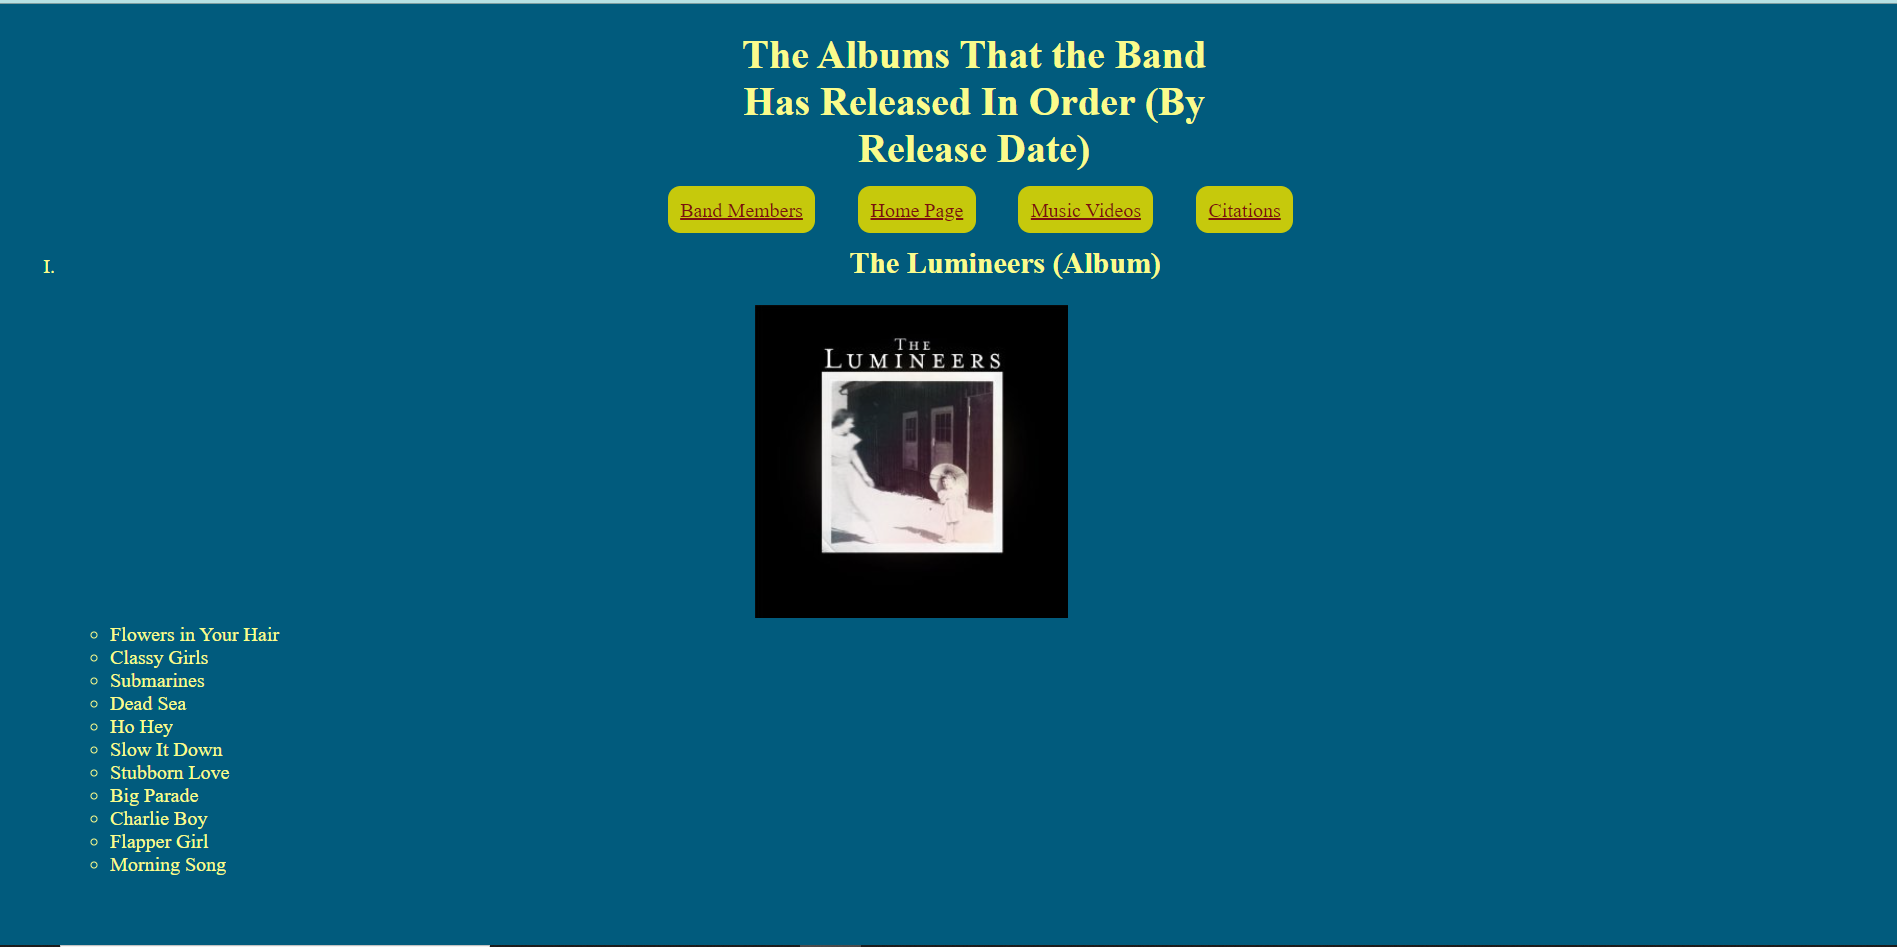 The Albums That the Band
Has Released In Order (By
Release Date)
Band Members Home Page Music Videos Citations
I. The Lumineers (Album)
THE
LUMINEERS
Flowers in Your Hair
Classy Girls
Submarines
Dead Sea
Ho Hey
Slow It Down
Stubborn Love
Big Parade
Charlie Boy
Flapper Girl
Morning Song